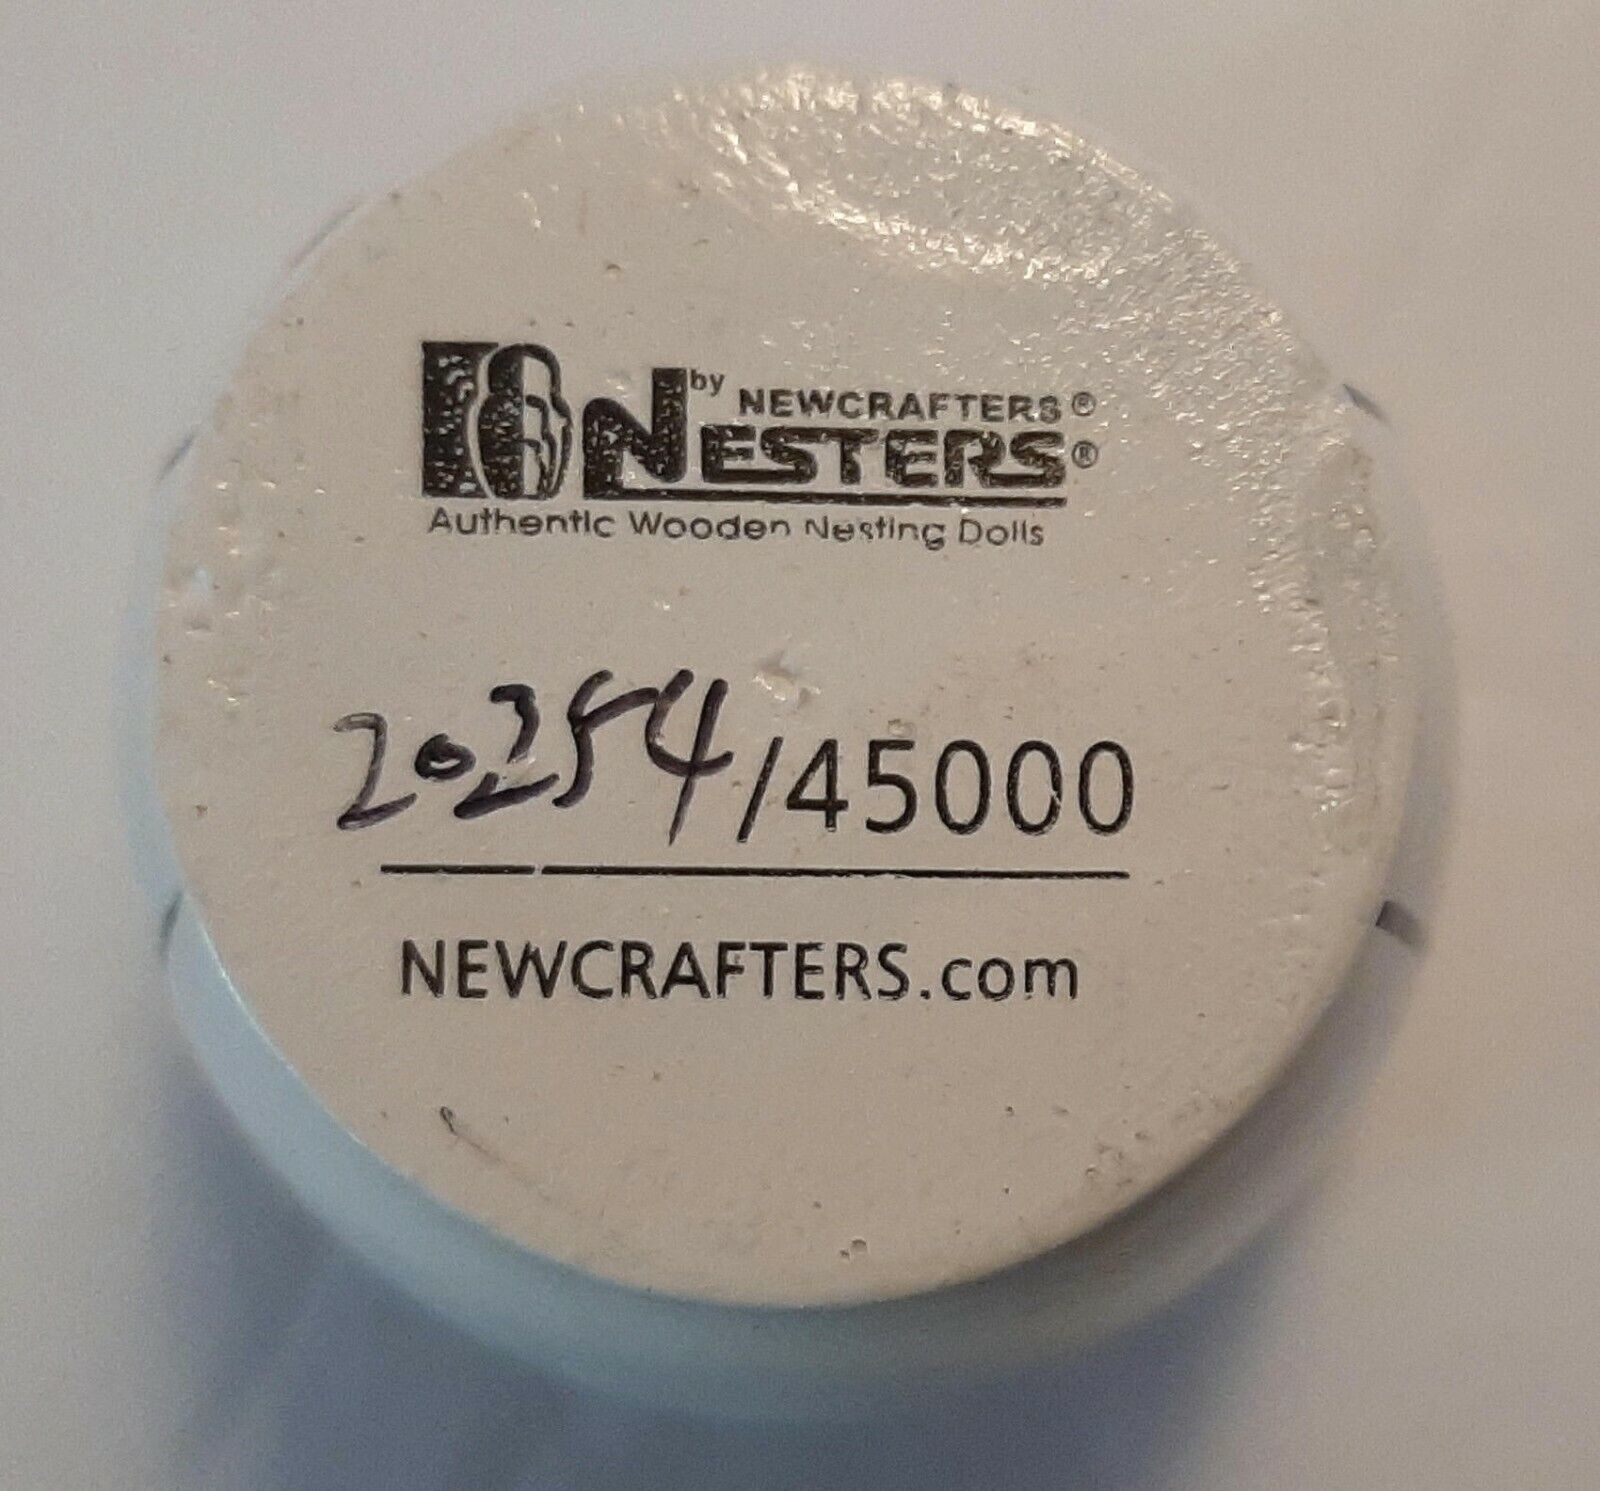 by NEWCRAFTERS®
NESTERS®
Authentic Wooden Nesting Dolls
20254/45000
NEWCRAFTERS.com